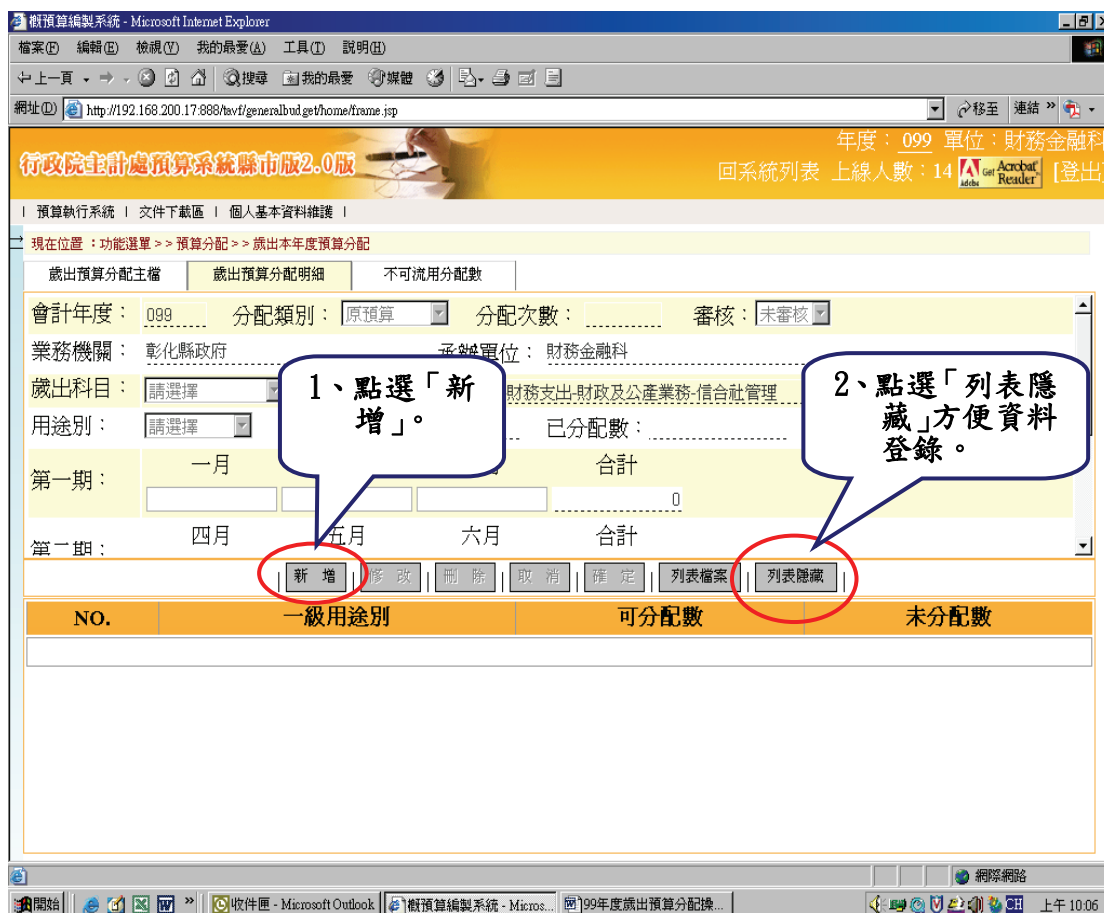 概預算編製系統 - Microsoft Internet Explorer
檔案(F) 編輯(E) 檢視(V) 我的最愛(A) 工具(T) 說明(H)
上一頁 搜尋 我的最愛 媒體
網址(D) http://192.168.200.17:888/tavf/generalbudget/home/frame.jsp 移至 連結 »
行政院主計處預算系統縣市版2.0版
年度：099 單位：財務金融科
回系統列表 上線人數：14 Adobe Get Acrobat Reader [登出]
| 預算執行系統 | 文件下載區 | 個人基本資料維護 |
現在位置：功能選單>>預算分配>>歲出本年度預算分配
歲出預算分配主檔 歲出預算分配明細 不可流用分配數
會計年度： 099 分配類別： 原預算 分配次數： 審核： 未審核
業務機關： 彰化縣政府 承辦單位： 財務金融科
歲出科目： 請選擇 財務支出-財政及公產業務-信合社管理
用途別： 請選擇 已分配數：
1、點選「新增」。
2、點選「列表隱藏」方便資料登錄。
一月 合計
第一期： 0
四月 五月 六月 合計
第二期：
| 新 增 | 修 改 | 刪 除 | 取 消 | 確 定 | 列表檔案 | 列表隱藏 |
NO. 一級用途別 可分配數 未分配數
網際網路
開始 » 收件匣 - Microsoft Outlook 概預算編製系統 - Micros... 99年度歲出預算分配操... CH 上午 10:06